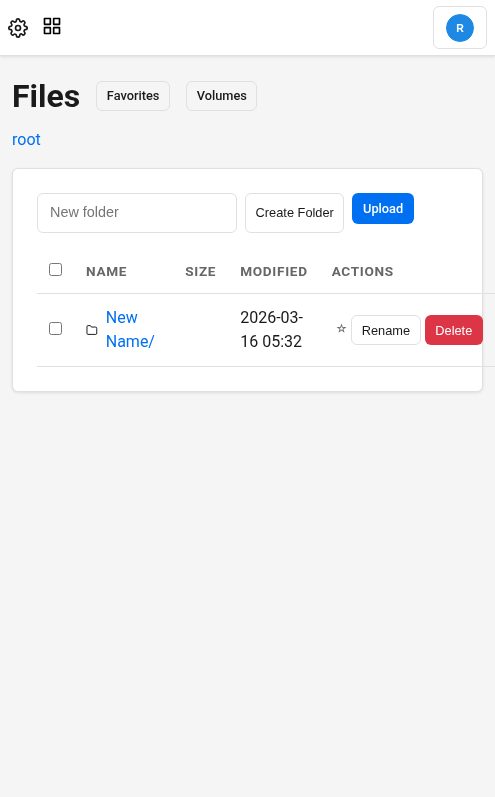 R
Files
Favorites
Volumes
root
New folder
Create Folder
Upload
NAME
SIZE
MODIFIED
ACTIONS
New
Name/
2026-03-
16 05:32
Rename
Delete